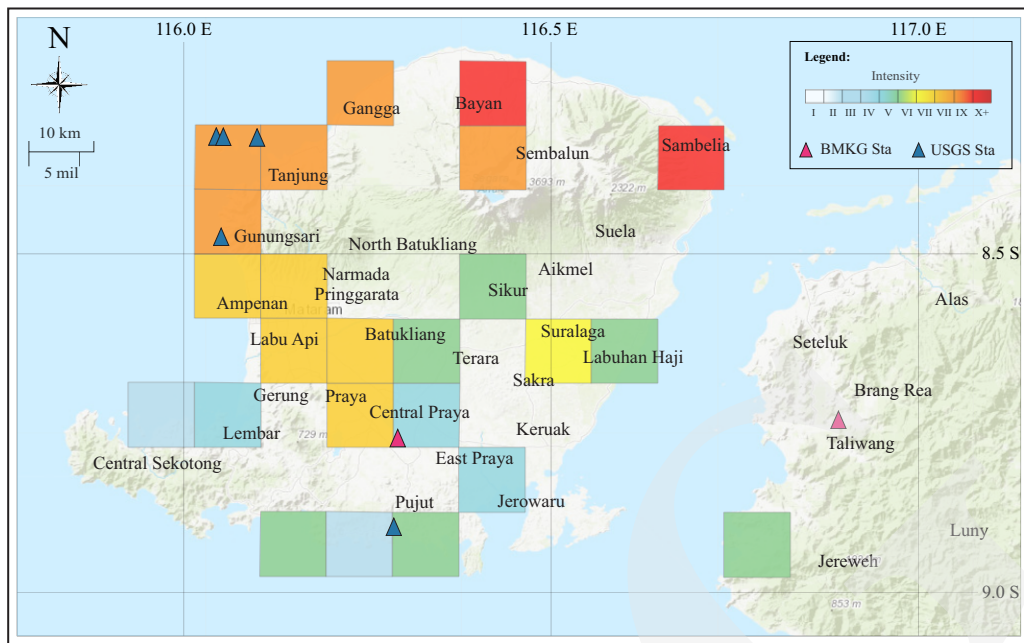 116.0 E
116.5 E
117.0 E
N
10 km
5 mil
Legend:
Intensity
I II III IV V VI VII VII IX X+
BMKG Sta
USGS Sta
Gangga
Bayan
Sembalun
Sambelia
Tanjung
3693 m
2322 m
Gunungsari
North Batukliang
Suela
8.5 S
Narmada
Aikmel
Pringgarata
Sikur
Ampenan
Mataram
Alas
Labu Api
Batukliang
Suralaga
Seteluk
Terara
Labuhan Haji
Sakra
Brang Rea
Gerung
Praya
Central Praya
Lembar
729 m
Keruak
Taliwang
Central Sekotong
East Praya
Pujut
Jerowaru
Luny
Jereweh
9.0 S
853 m